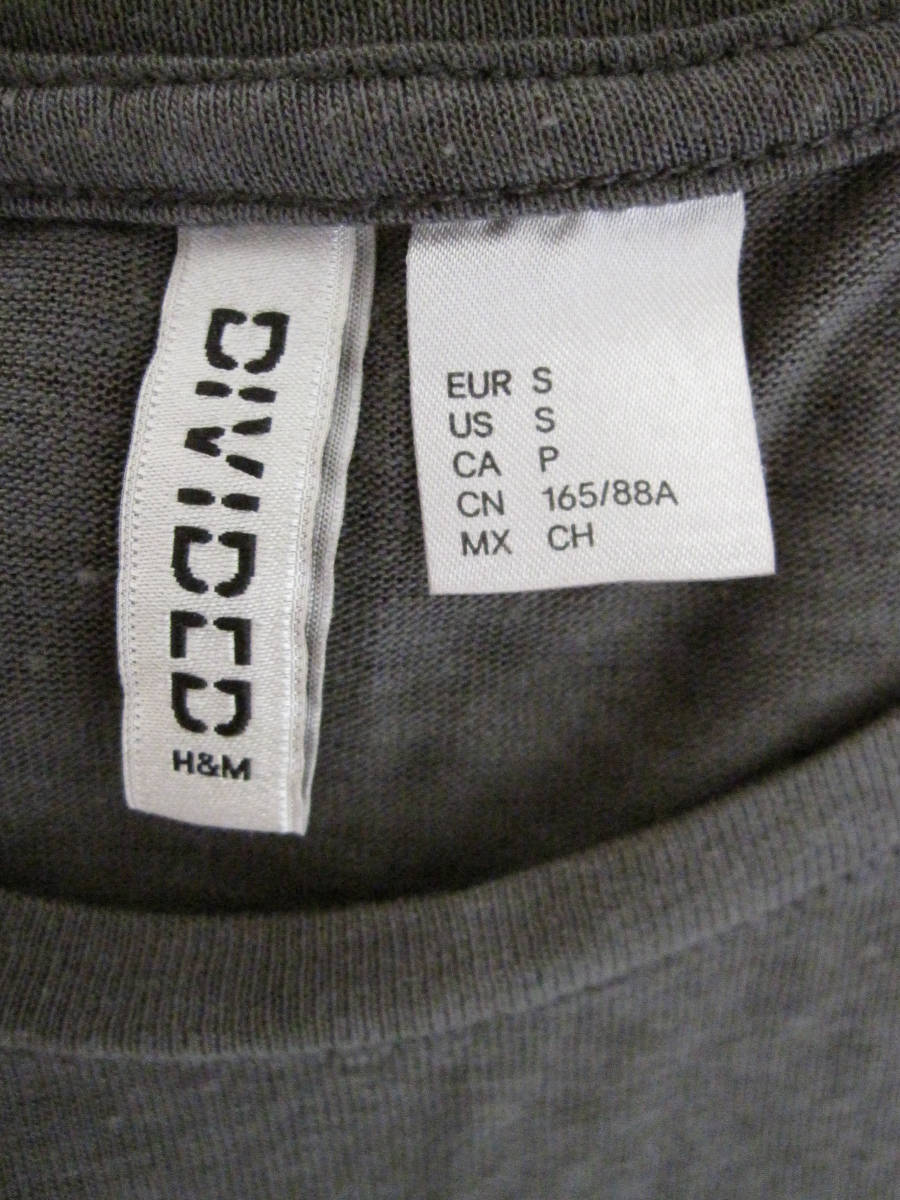 DIVIDED
H&M
EUR S
US S
CA P
CN 165/88A
MX CH